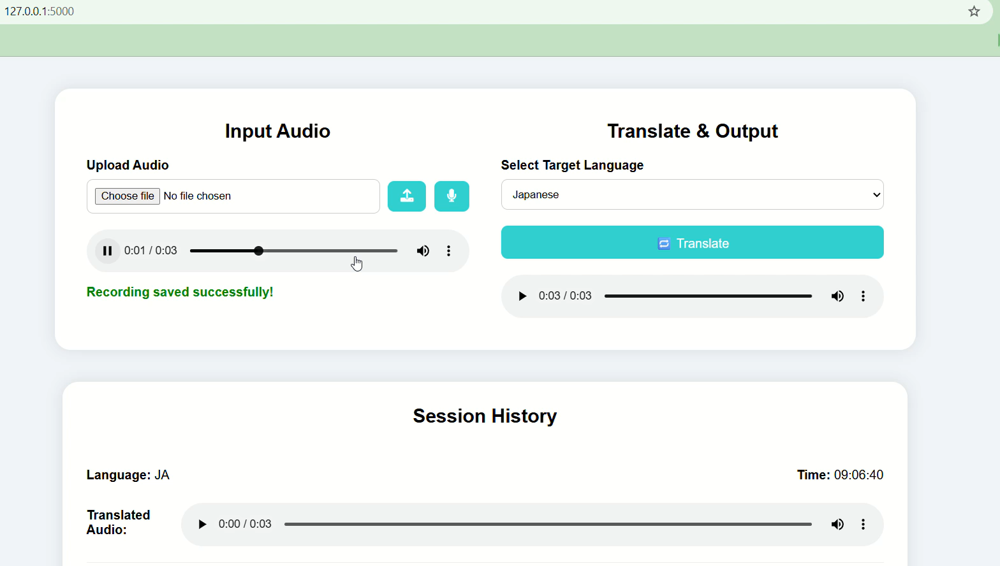 127.0.0.1:5000
Input Audio
Upload Audio
Choose file No file chosen
0:01 / 0:03
Recording saved successfully!
Translate & Output
Select Target Language
Japanese
Translate
0:03 / 0:03
Session History
Language: JA
Time: 09:06:40
Translated
Audio:
0:00 / 0:03